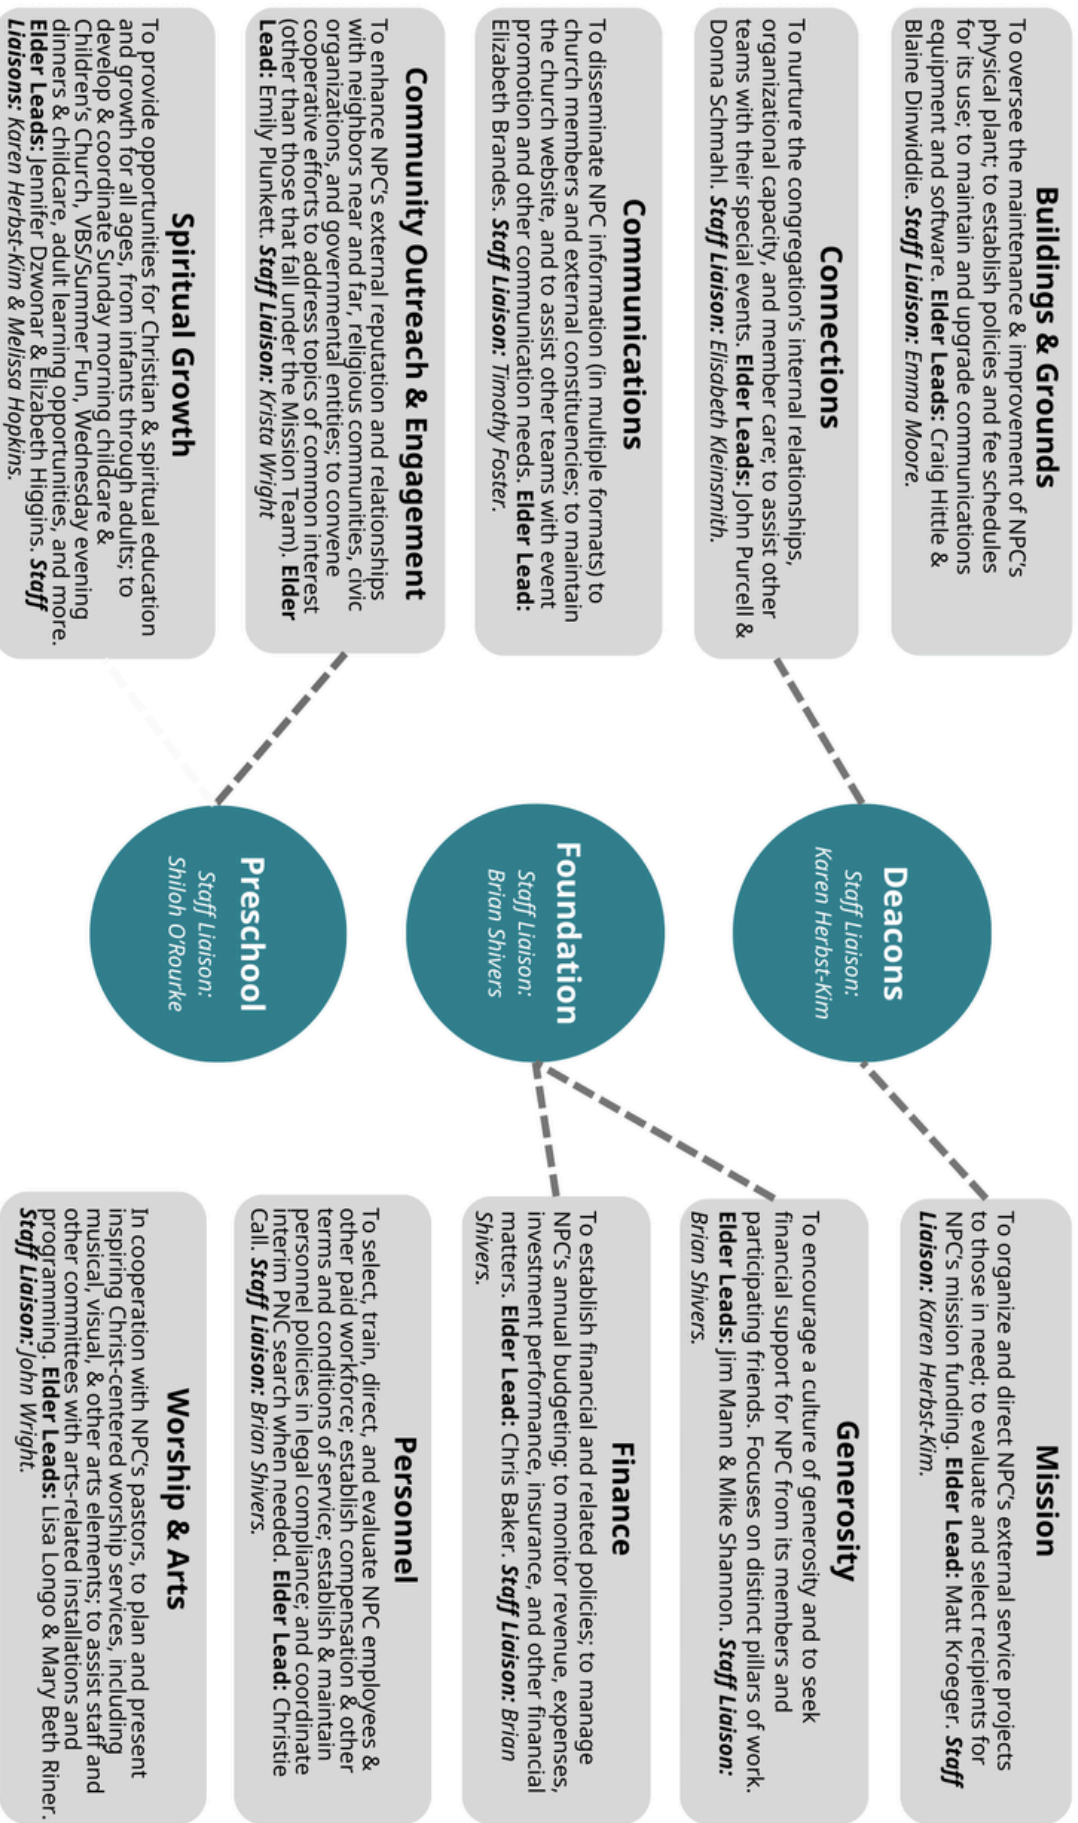 Buildings & Grounds
To oversee the maintenance & improvement of NPC's
physical plant; to establish policies and fee schedules
for its use; to maintain and upgrade communications
equipment and software. Elder Leads: Craig Hittle &
Blaine Dinwiddie. Staff Liaison: Emma Moore.
Connections
To nurture the congregation's internal relationships,
organizational capacity, and member care; to assist other
teams with their special events. Elder Leads: John Purcell &
Donna Schmahl. Staff Liaison: Elisabeth Kleinsmith.
Communications
To disseminate NPC information (in multiple formats) to
church members and external constituencies; to maintain
the church website, and to assist other teams with event
promotion and other communication needs. Elder Lead:
Elizabeth Brandes. Staff Liaison: Timothy Foster.
Community Outreach & Engagement
To enhance NPC's external reputation and relationships
with neighbors near and far, religious communities, civic
organizations, and governmental entities; to convene
cooperative efforts to address topics of common interest
(other than those that fall under the Mission Team). Elder
Lead: Emily Plunkett. Staff Liaison: Krista Wright
Spiritual Growth
To provide opportunities for Christian & spiritual education
and growth for all ages, from infants through adults; to
develop & coordinate Sunday morning childcare &
Children's Church, VBS/Summer Fun, Wednesday evening
dinners & childcare, adult learning opportunities, and more.
Elder Leads: Jennifer Dzwonar & Elizabeth Higgins. Staff
Liaisons: Karen Herbst-Kim & Melissa Hopkins.
Deacons
Staff Liaison:
Karen Herbst-Kim
Foundation
Staff Liaison:
Brian Shivers
Preschool
Staff Liaison:
Shiloh O'Rourke
Mission
To organize and direct NPC's external service projects
to those in need; to evaluate and select recipients for
NPC's mission funding. Elder Lead: Matt Kroeger. Staff
Liaison: Karen Herbst-Kim.
Generosity
To encourage a culture of generosity and to seek
financial support for NPC from its members and
participating friends. Focuses on distinct pillars of work.
Elder Leads: Jim Mann & Mike Shannon. Staff Liaison:
Brian Shivers.
Finance
To establish financial and related policies; to manage
NPC's annual budgeting; to monitor revenue, expenses,
investment performance, insurance, and other financial
matters. Elder Lead: Chris Baker. Staff Liaison: Brian
Shivers.
Personnel
To select, train, direct, and evaluate NPC employees &
other paid workforce; establish compensation & other
terms and conditions of service; establish & maintain
personnel policies in legal compliance; and coordinate
interim PNC search when needed. Elder Lead: Christie
Call. Staff Liaison: Brian Shivers.
Worship & Arts
In cooperation with NPC's pastors, to plan and present
inspiring Christ-centered worship services, including
musical, visual, & other arts elements; to assist staff and
other committees with arts-related installations and
programming. Elder Leads: Lisa Longo & Mary Beth Riner.
Staff Liaison: John Wright.